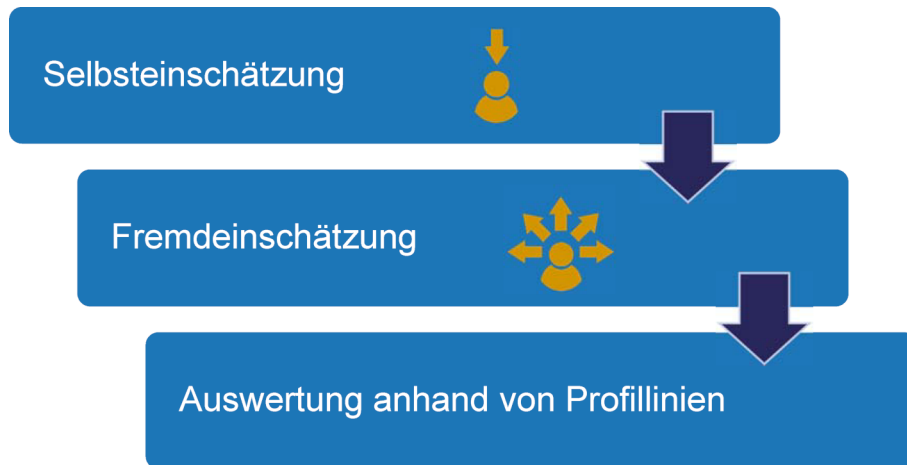 Selbsteinschätzung
Fremdeinschätzung
Auswertung anhand von Profillinien